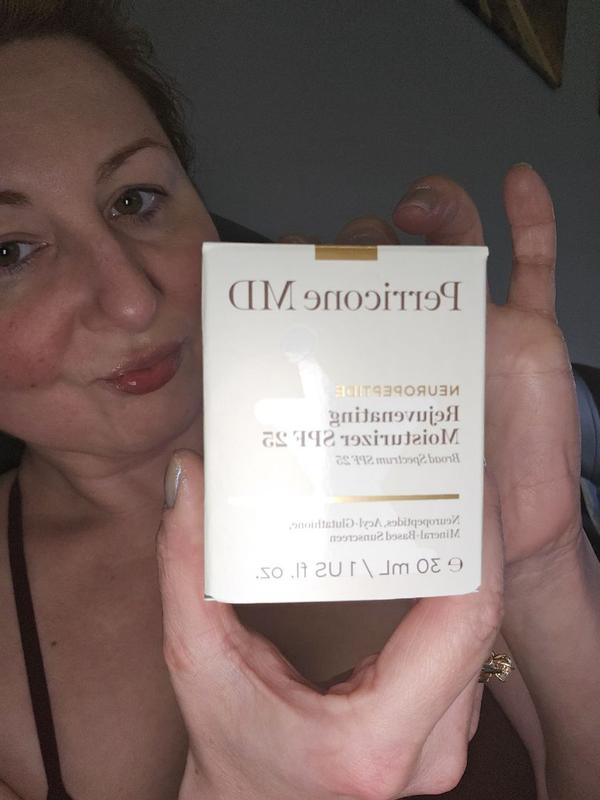 Perricone MD
NEUROPEPTIDE
Rejuvenating
Moisturizer SPF 25
Broad Spectrum SPF 25
Neuropeptides, Acyl-Glutathione,
Mineral-Based Sunscreen
℮ 30 mL / 1 US fl. oz.